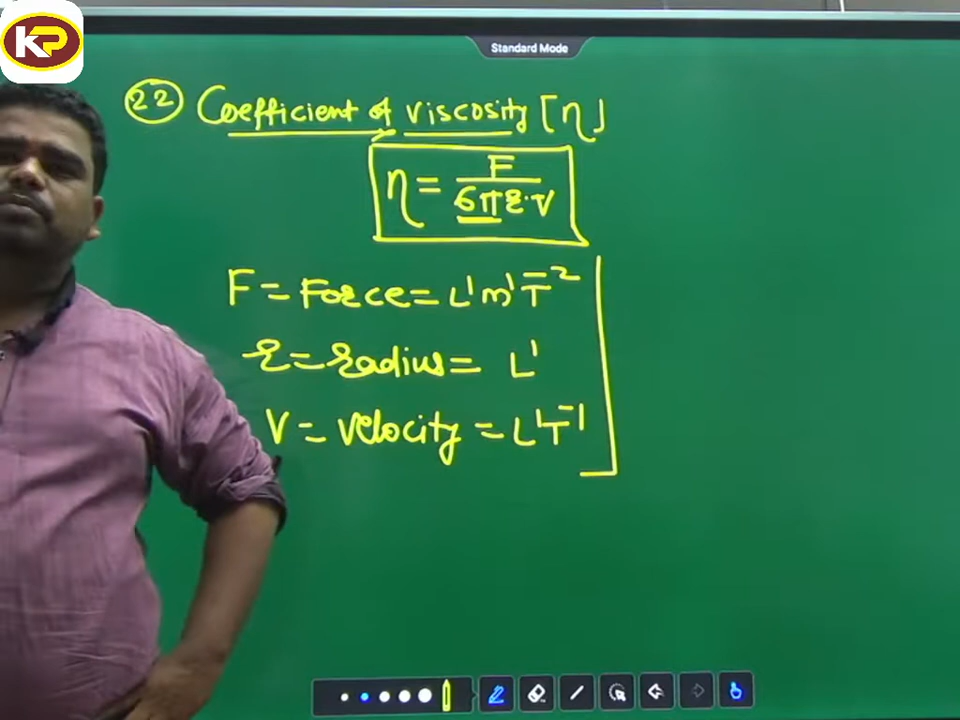 KP
Standard Mode
22 Coefficient of viscosity [η]
η = F / 6πr·V
F = Force = L¹M¹T⁻²
r = radius = L¹
V = Velocity = L¹T⁻¹